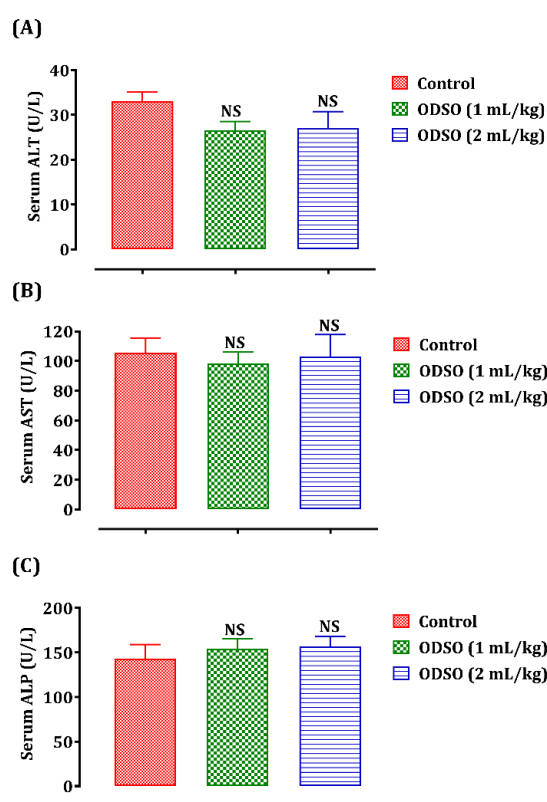 (A)
Serum ALT (U/L)
40
30
20
10
0
NS
NS
Control
ODSO (1 mL/kg)
ODSO (2 mL/kg)
(B)
Serum AST (U/L)
120
100
80
60
40
20
0
NS
NS
Control
ODSO (1 mL/kg)
ODSO (2 mL/kg)
(C)
Serum ALP (U/L)
200
150
100
50
0
NS
NS
Control
ODSO (1 mL/kg)
ODSO (2 mL/kg)